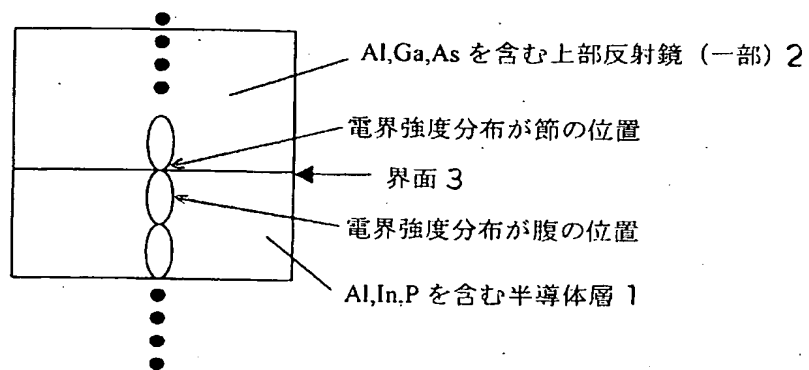 Al,Ga,As を含む上部反射鏡（一部）2
電界強度分布が節の位置
界面 3
電界強度分布が腹の位置
Al,In,P を含む半導体層 1